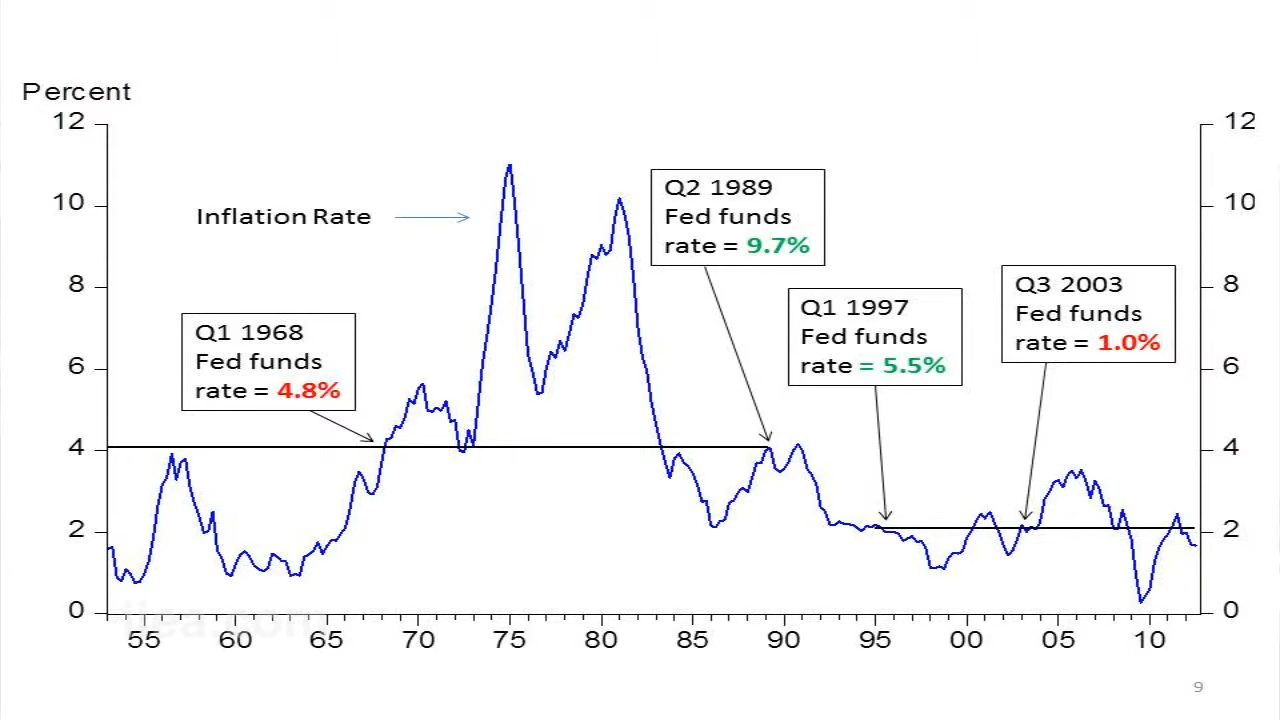 Percent
12
10
8
6
4
2
0
12
10
8
6
4
2
0
Inflation Rate
Q1 1968
Fed funds
rate = 4.8%
Q2 1989
Fed funds
rate = 9.7%
Q1 1997
Fed funds
rate = 5.5%
Q3 2003
Fed funds
rate = 1.0%
55 60 65 70 75 80 85 90 95 00 05 10
iiea.com
9